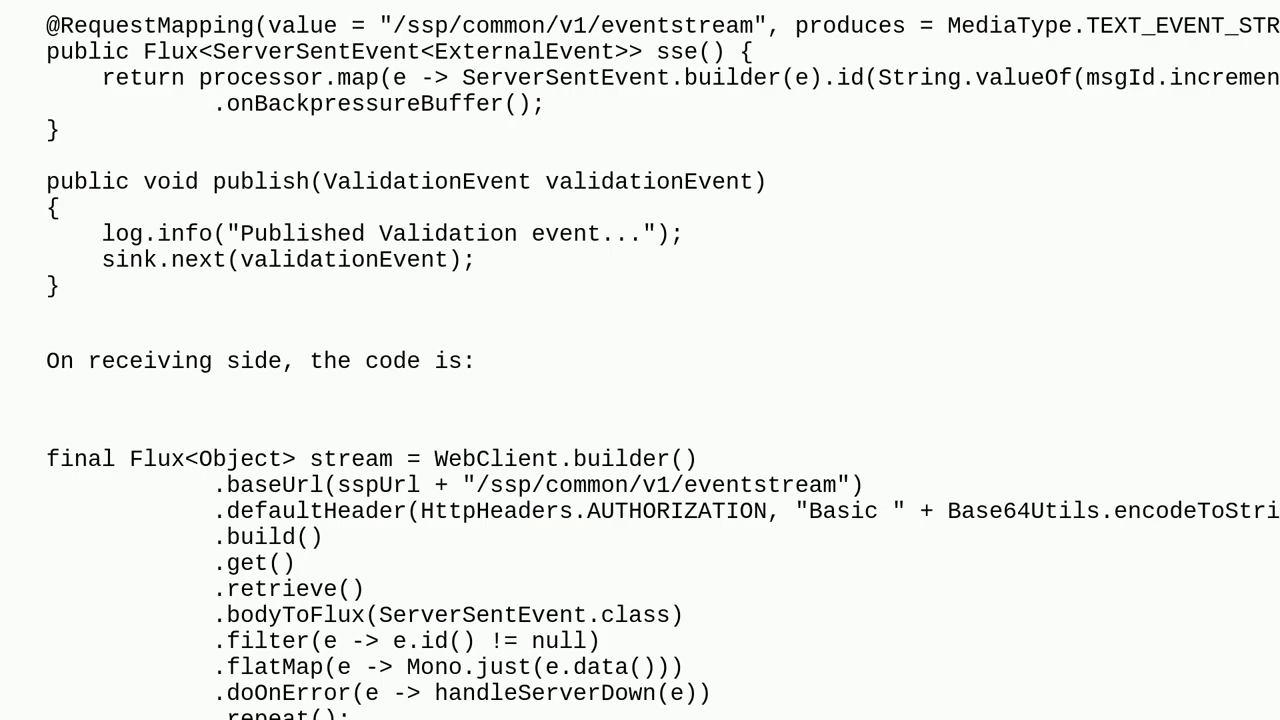 @RequestMapping(value = "/ssp/common/v1/eventstream", produces = MediaType.TEXT_EVENT_STR
public Flux<ServerSentEvent<ExternalEvent>> sse() {
    return processor.map(e -> ServerSentEvent.builder(e).id(String.valueOf(msgId.incremen
            .onBackpressureBuffer();
}
public void publish(ValidationEvent validationEvent)
{
    log.info("Published Validation event...");
    sink.next(validationEvent);
}
On receiving side, the code is:
final Flux<Object> stream = WebClient.builder()
            .baseUrl(sspUrl + "/ssp/common/v1/eventstream")
            .defaultHeader(HttpHeaders.AUTHORIZATION, "Basic " + Base64Utils.encodeToStri
            .build()
            .get()
            .retrieve()
            .bodyToFlux(ServerSentEvent.class)
            .filter(e -> e.id() != null)
            .flatMap(e -> Mono.just(e.data()))
            .doOnError(e -> handleServerDown(e))
            .repeat();